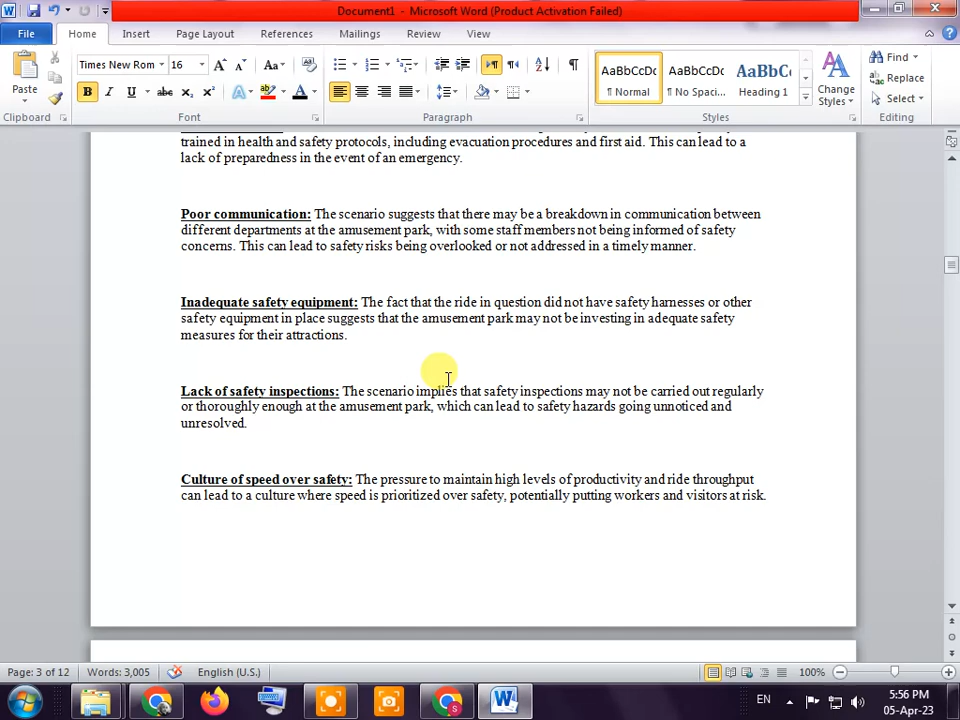 Document1 - Microsoft Word (Product Activation Failed)
File Home Insert Page Layout References Mailings Review View
Times New Rom 16
Paste
Clipboard Font Paragraph Styles Editing
AaBbCcDc AaBbCcDc AaBbC
¶ Normal ¶ No Spaci... Heading 1
Change Styles
Find
Replace
Select
trained in health and safety protocols, including evacuation procedures and first aid. This can lead to a
lack of preparedness in the event of an emergency.
Poor communication: The scenario suggests that there may be a breakdown in communication between
different departments at the amusement park, with some staff members not being informed of safety
concerns. This can lead to safety risks being overlooked or not addressed in a timely manner.
Inadequate safety equipment: The fact that the ride in question did not have safety harnesses or other
safety equipment in place suggests that the amusement park may not be investing in adequate safety
measures for their attractions.
Lack of safety inspections: The scenario implies that safety inspections may not be carried out regularly
or thoroughly enough at the amusement park, which can lead to safety hazards going unnoticed and
unresolved.
Culture of speed over safety: The pressure to maintain high levels of productivity and ride throughput
can lead to a culture where speed is prioritized over safety, potentially putting workers and visitors at risk.
Page: 3 of 12 Words: 3,005 English (U.S.) 100%
EN 5:56 PM
05-Apr-23